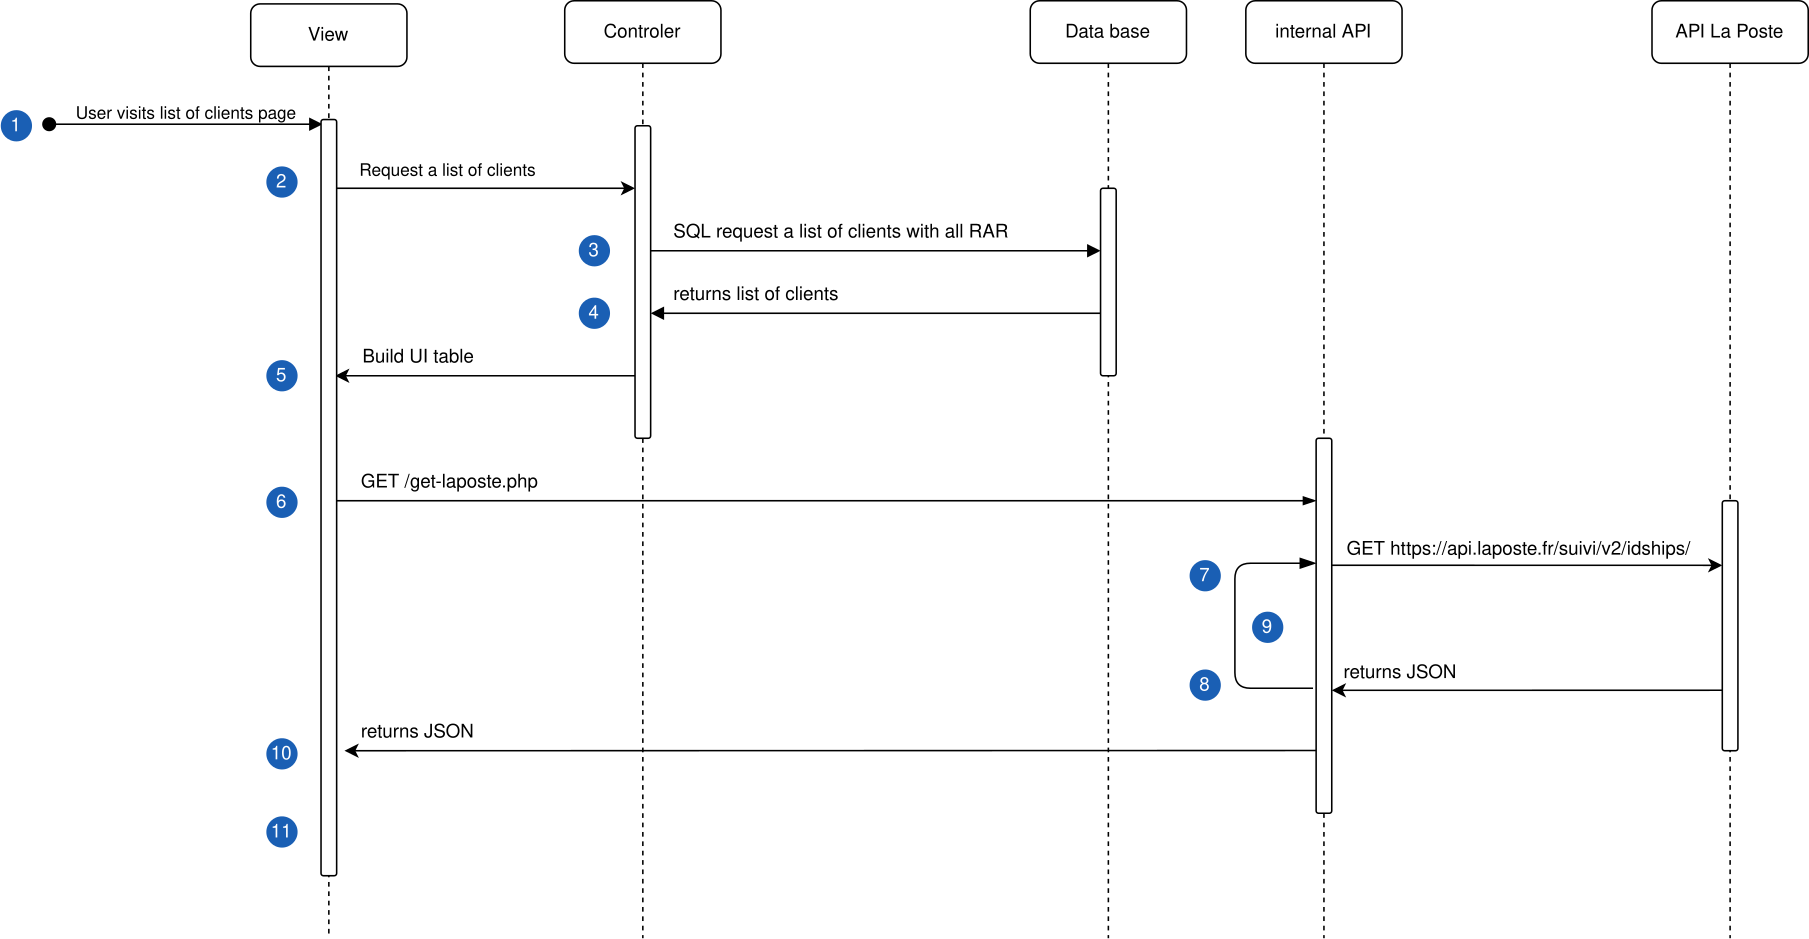 View
Controler
Data base
internal API
API La Poste
1
User visits list of clients page
2
Request a list of clients
3
SQL request a list of clients with all RAR
4
returns list of clients
5
Build UI table
6
GET /get-laposte.php
7
GET https://api.laposte.fr/suivi/v2/idships/
9
8
returns JSON
10
returns JSON
11